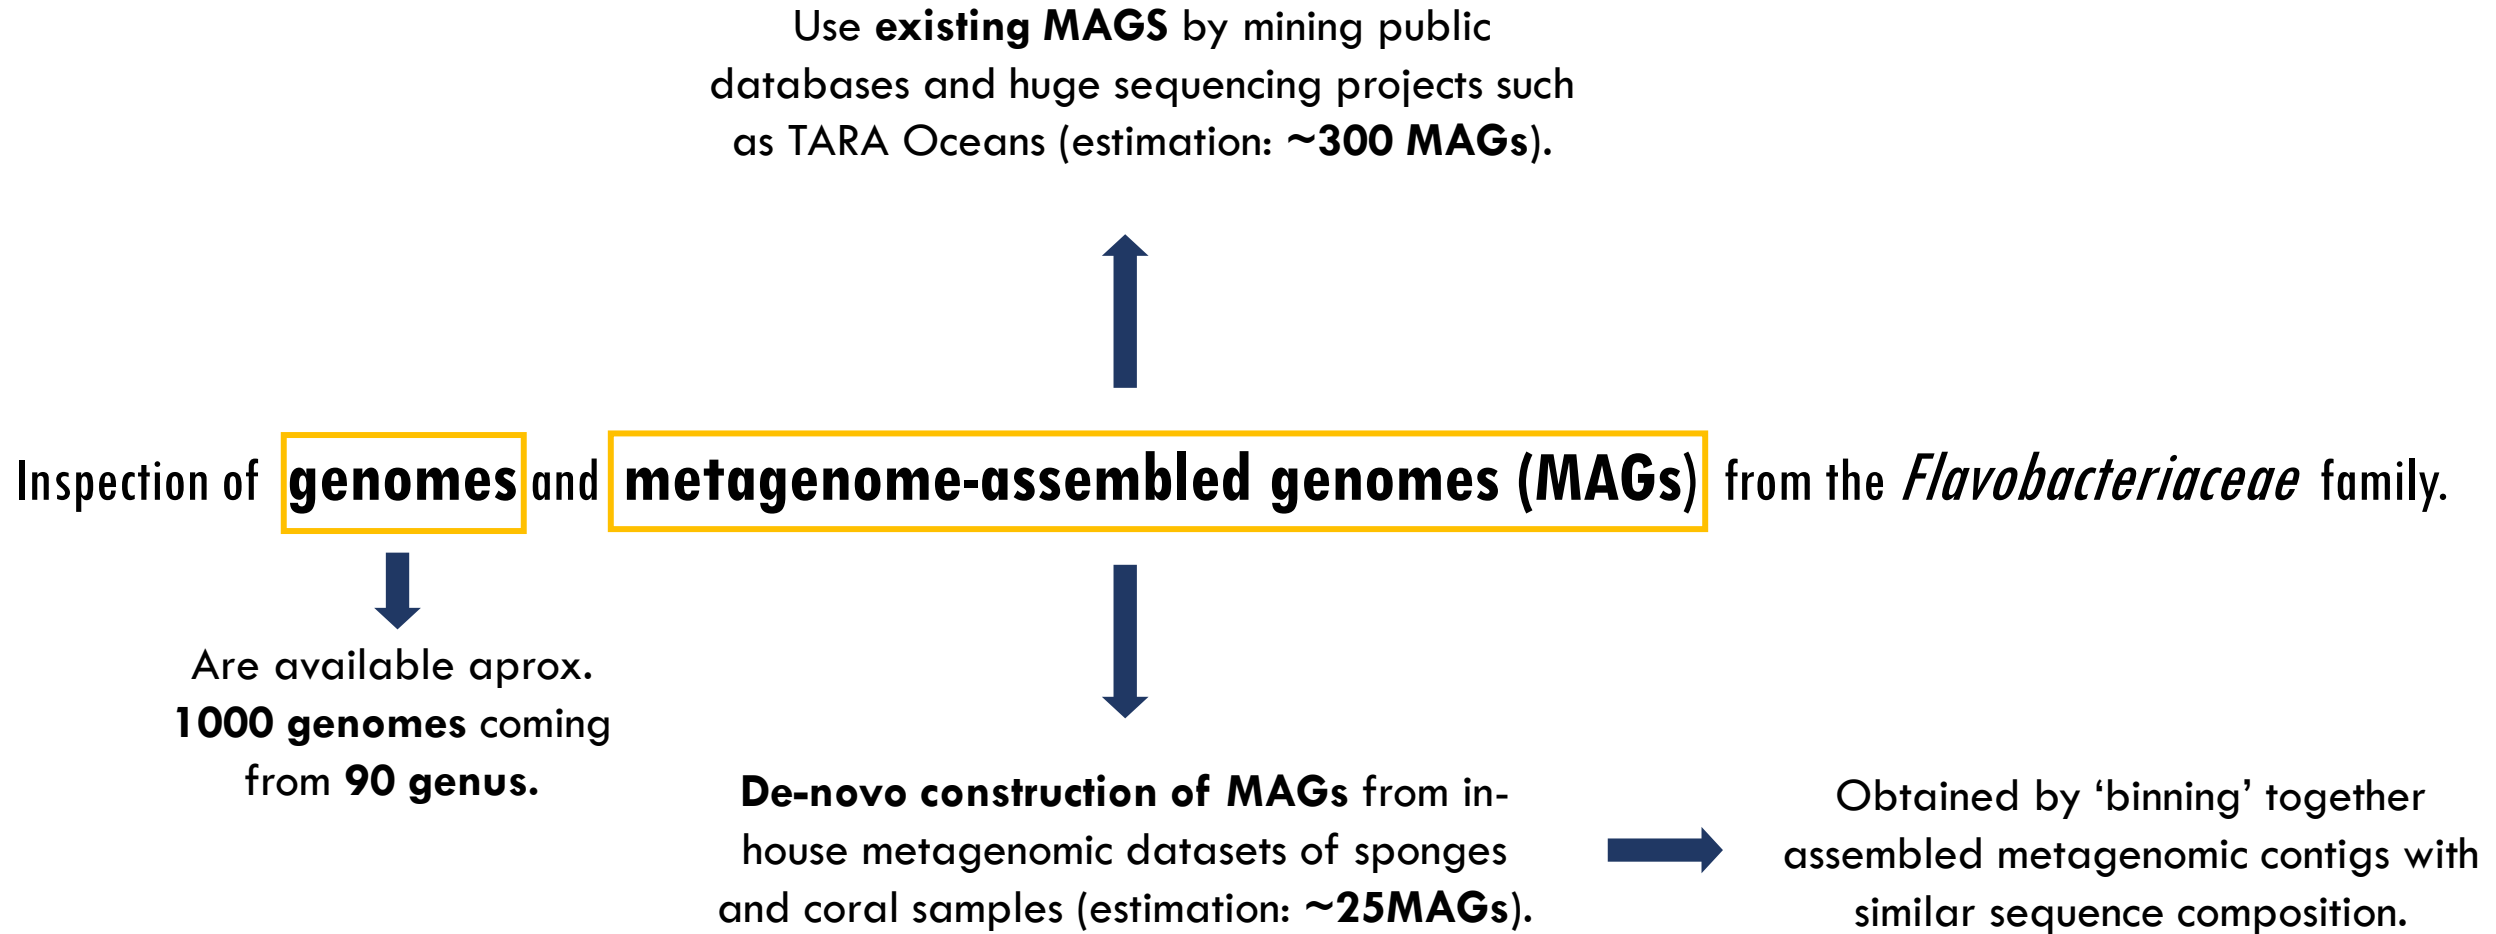 Use existing MAGS by mining public
databases and huge sequencing projects such
as TARA Oceans (estimation: ~300 MAGs).
Inspection of genomes and metagenome-assembled genomes (MAGs) from the Flavobacteriaceae family.
Are available aprox.
1000 genomes coming
from 90 genus.
De-novo construction of MAGs from in-
house metagenomic datasets of sponges
and coral samples (estimation: ~25MAGs).
Obtained by ‘binning’ together
assembled metagenomic contigs with
similar sequence composition.